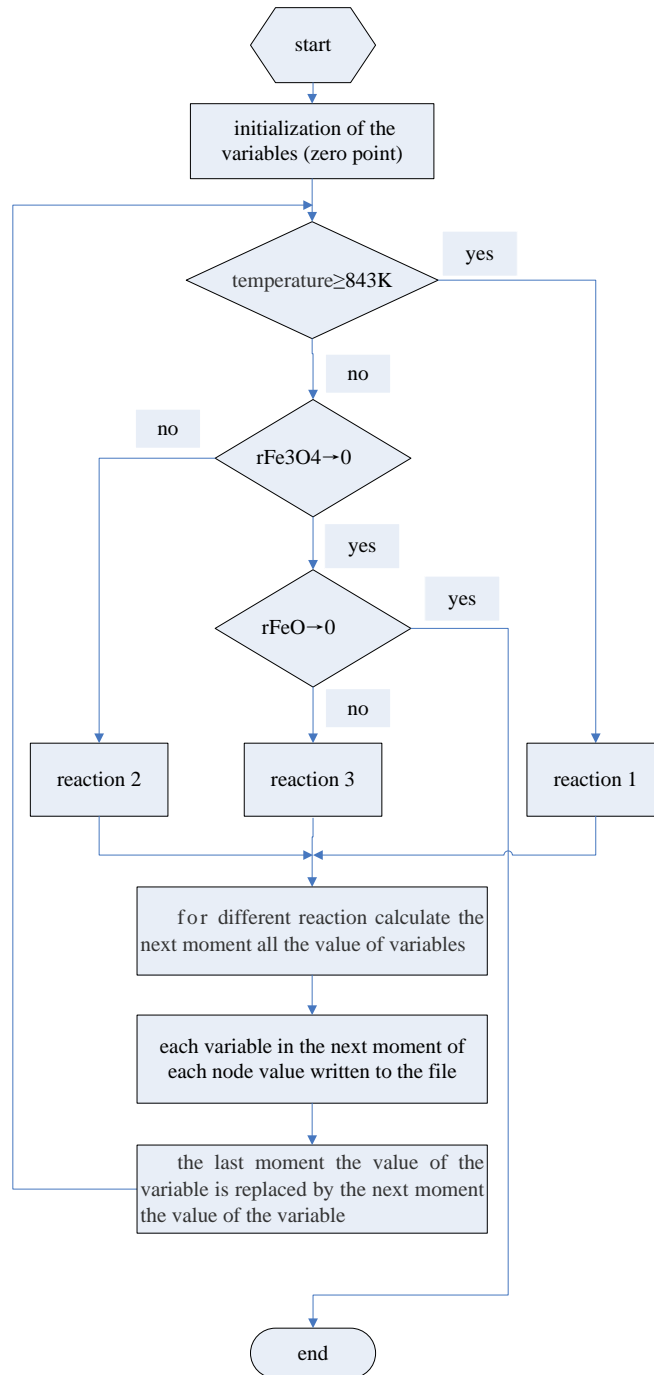 start
initialization of the
variables (zero point)
yes
temperature≥843K
no
no
rFe3O4→0
yes
yes
rFeO→0
no
reaction 2
reaction 3
reaction 1
for different reaction calculate the
next moment all the value of variables
each variable in the next moment of
each node value written to the file
the last moment the value of the
variable is replaced by the next moment
the value of the variable
end